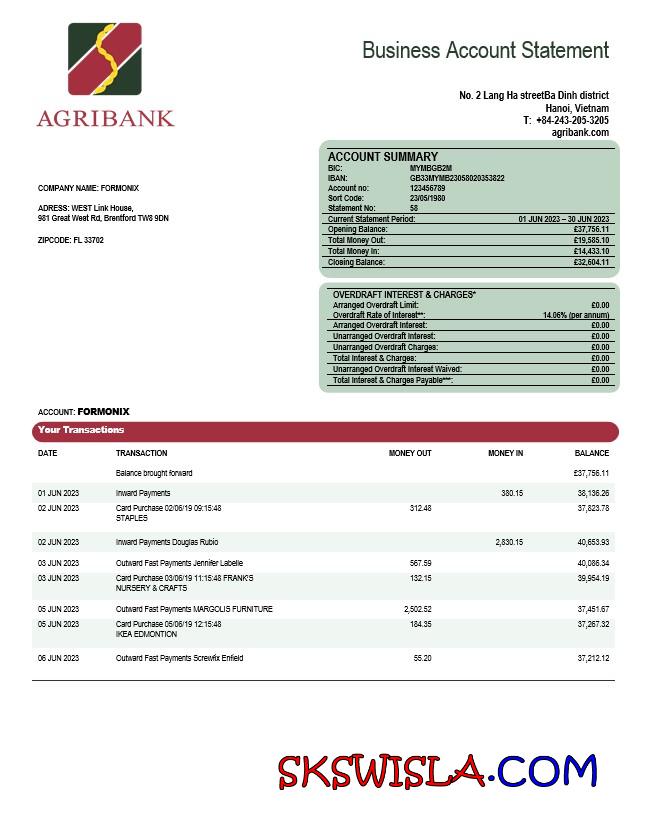 Business Account Statement
AGRIBANK
No. 2 Lang Ha streetBa Dinh district
Hanoi, Vietnam
T: +84-243-205-3205
agribank.com
COMPANY NAME: FORMONIX
ADRESS: WEST Link House,
981 Great West Rd, Brentford TW8 9DN
ZIPCODE: FL 33702
ACCOUNT SUMMARY
BIC: MYMBGB2M
IBAN: GB33MYMB23058020353822
Account no: 123456789
Sort Code: 23/05/1980
Statement No: 58
Current Statement Period: 01 JUN 2023 – 30 JUN 2023
Opening Balance: £37,756.11
Total Money Out: £19,585.10
Total Money In: £14,433.10
Closing Balance: £32,604.11
OVERDRAFT INTEREST & CHARGES*
Arranged Overdraft Limit: £0.00
Overdraft Rate of Interest**: 14.06% (per annum)
Arranged Overdraft Interest: £0.00
Unarranged Overdraft Interest: £0.00
Unarranged Overdraft Charges: £0.00
Total Interest & Charges: £0.00
Unarranged Overdraft Interest Waived: £0.00
Total Interest & Charges Payable***: £0.00
ACCOUNT: FORMONIX
Your Transactions
DATE TRANSACTION MONEY OUT MONEY IN BALANCE
Balance brought forward £37,756.11
01 JUN 2023 Inward Payments 380.15 38,136.26
02 JUN 2023 Card Purchase 02/06/19 09:15:48 312.48 37,823.78
STAPLES
02 JUN 2023 Inward Payments Douglas Rubio 2,830.15 40,653.93
03 JUN 2023 Outward Fast Payments Jennifer Labelle 567.59 40,086.34
03 JUN 2023 Card Purchase 03/06/19 11:15:48 FRANK'S 132.15 39,954.19
NURSERY & CRAFTS
05 JUN 2023 Outward Fast Payments MARGOLIS FURNITURE 2,502.52 37,451.67
05 JUN 2023 Card Purchase 05/06/19 12:15:48 184.35 37,267.32
IKEA EDMONTION
06 JUN 2023 Outward Fast Payments Screwfix Enfield 55.20 37,212.12
SKSWISLA.COM